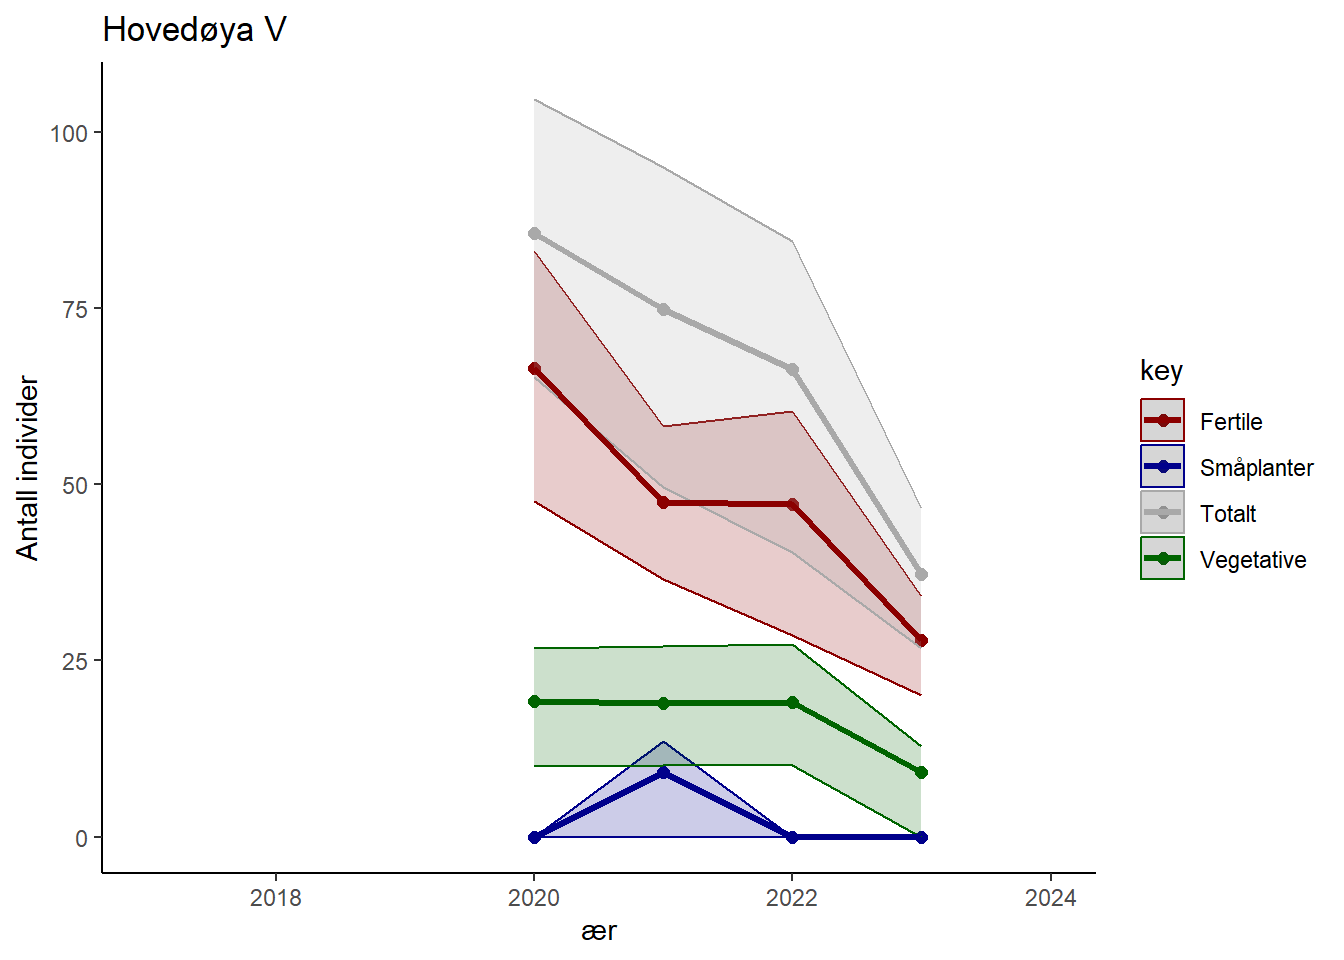 Hovedøya V
Antall individer
100
75
50
25
0
2018
2020
2022
2024
ær
key
Fertile
Småplanter
Totalt
Vegetative